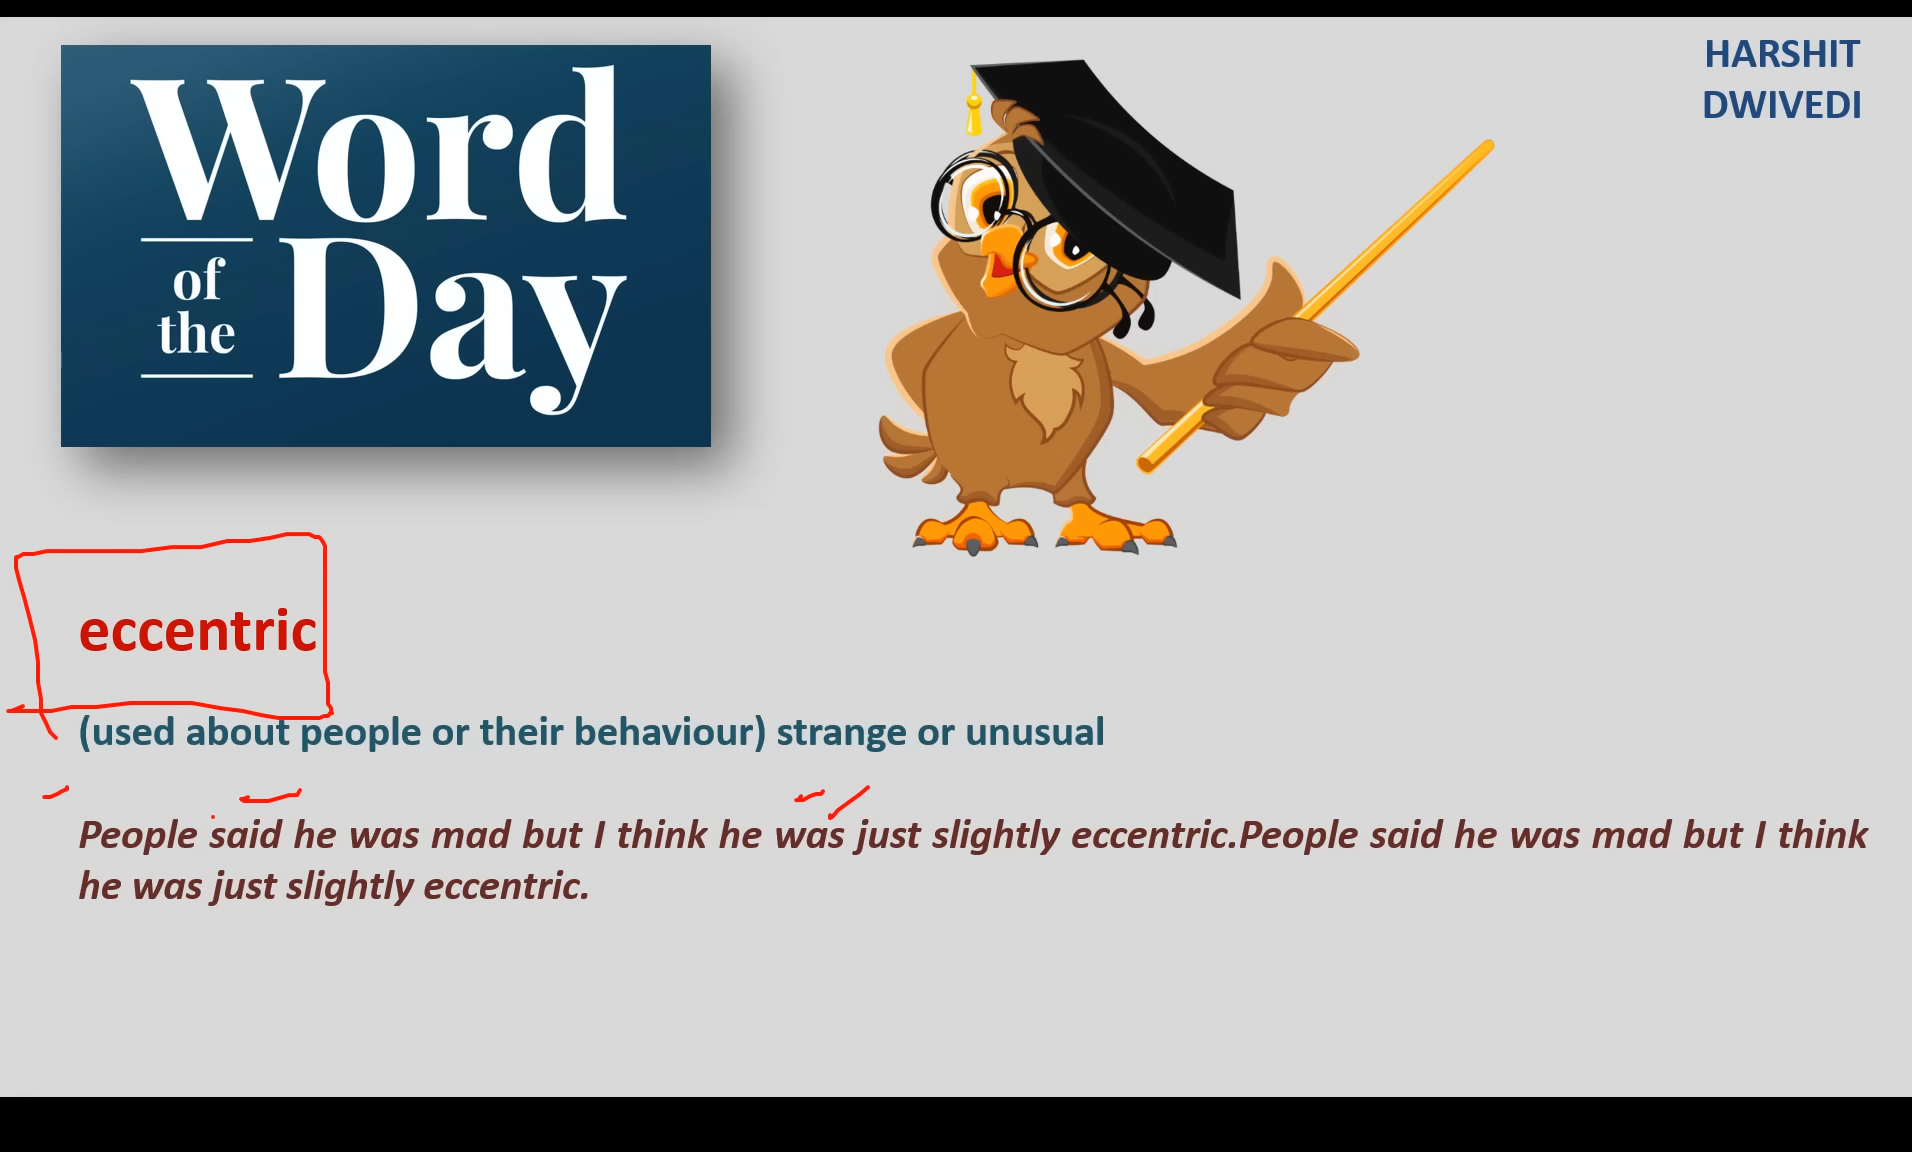 Word
of
the
Day
HARSHIT
DWIVEDI
eccentric
(used about people or their behaviour) strange or unusual
People said he was mad but I think he was just slightly eccentric.People said he was mad but I think
he was just slightly eccentric.